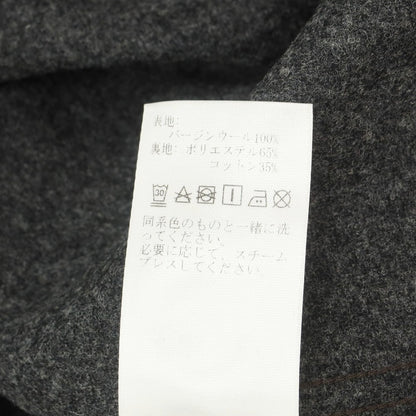 表地:
バージンウール100%
裏地: ポリエステル65%
コットン35%
30
同系色のものと一緒に洗
ってください。
必要に応じて、スチーム
プレスしてください。